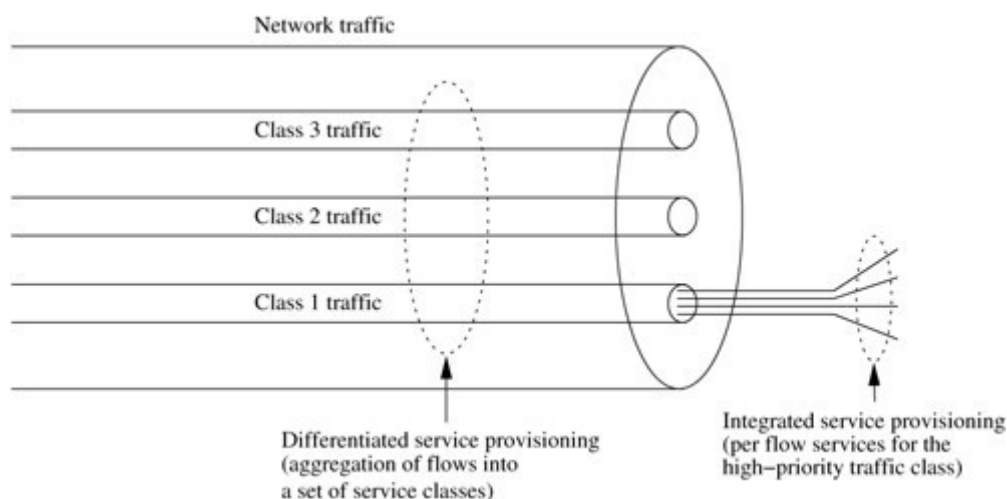 Network traffic
Class 3 traffic
Class 2 traffic
Class 1 traffic
Differentiated service provisioning
(aggregation of flows into
a set of service classes)
Integrated service provisioning
(per flow services for the
high−priority traffic class)